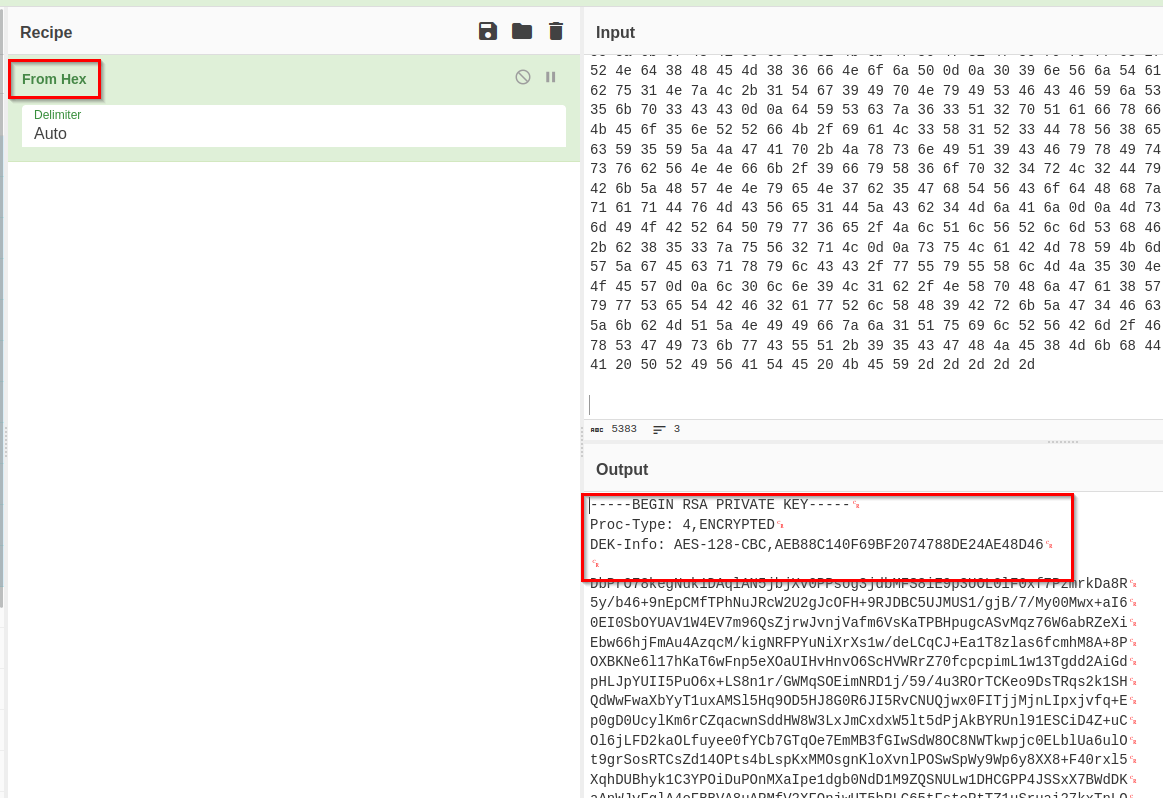 Recipe
From Hex
Delimiter
Auto
Input
52 4e 64 38 48 45 4d 38 36 66 4e 6f 6a 50 0d 0a 30 39 6e 56 6a 54 61
62 75 31 4e 7a 4c 2b 31 54 67 39 49 70 4e 79 49 53 46 43 46 59 6a 53
35 6b 70 33 43 43 0d 0a 64 59 53 63 7a 36 33 51 32 70 51 61 66 78 66
4b 45 6f 35 6e 52 52 66 4b 2f 69 61 4c 33 58 31 52 33 44 78 56 38 65
63 59 35 59 5a 4a 47 41 70 2b 4a 78 73 6e 49 51 39 43 46 79 78 49 74
73 76 62 56 4e 4e 66 6b 2f 39 66 79 58 36 6f 70 32 34 72 4c 32 44 79
42 6b 5a 48 57 4e 4e 79 65 4e 37 62 35 47 68 54 56 43 6f 64 48 68 7a
71 61 71 44 76 4d 43 56 65 31 44 5a 43 62 34 4d 6a 41 6a 0d 0a 4d 73
6d 49 4f 42 52 64 50 79 77 36 65 2f 4a 6c 51 6c 56 52 6c 6d 53 68 46
2b 62 38 35 33 7a 75 56 32 71 4c 0d 0a 73 75 4c 61 42 4d 78 59 4b 6d
57 5a 67 45 63 71 78 79 6c 43 43 2f 77 55 79 55 58 6c 4d 4a 35 30 4e
4f 45 57 0d 0a 6c 30 6c 6e 39 4c 31 62 2f 4e 58 70 48 6a 47 61 38 57
79 77 53 65 54 42 46 32 61 77 52 6c 58 48 39 42 72 6b 5a 47 34 46 63
5a 6b 62 4d 51 5a 4e 49 49 66 7a 6a 31 51 75 69 6c 52 56 42 6d 2f 46
78 53 47 49 73 6b 77 43 55 51 2b 39 35 43 47 48 4a 45 38 4d 6b 68 44
41 20 50 52 49 56 41 54 45 20 4b 45 59 2d 2d 2d 2d 2d
ABC 5383 3
Output
-----BEGIN RSA PRIVATE KEY-----
Proc-Type: 4,ENCRYPTED
DEK-Info: AES-128-CBC,AEB88C140F69BF2074788DE24AE48D46
5y/b46+9nEpCMfTPhNuJRcW2U2gJcOFH+9RJDBC5UJMUS1/gjB/7/My00Mwx+aI6
0EI0SbOYUAV1W4EV7m96QsZjrwJvnjVafm6VsKaTPBHpugcASvMqz76W6abRZeXi
Ebw66hjFmAu4AzqcM/kigNRFPYuNiXrXs1w/deLCqCJ+Ea1T8zlas6fcmhM8A+8P
OXBKNe6l17hKaT6wFnp5eXOaUIHvHnvO6ScHVWRrZ70fcpcpimL1w13Tgdd2AiGd
pHLJpYUII5PuO6x+LS8n1r/GWMqSOEimNRD1j/59/4u3ROrTCKeo9DsTRqs2k1SH
QdWwFwaXbYyT1uxAMSl5Hq9OD5HJ8G0R6JI5RvCNUQjwx0FITjjMjnLIpxjvfq+E
p0gD0UcylKm6rCZqacwnSddHW8W3LxJmCxdxW5lt5dPjAkBYRUnl91ESCiD4Z+uC
Ol6jLFD2kaOLfuyee0fYCb7GTqOe7EmMB3fGIwSdW8OC8NWTkwpjc0ELblUa6ulO
t9grSosRTCsZd14OPts4bLspKxMMOsgnKloXvnlPOSwSpWy9Wp6y8XX8+F40rxl5
XqhDUBhyk1C3YPOiDuPOnMXaIpe1dgb0NdD1M9ZQSNULw1DHCGPP4JSSxX7BWdDK